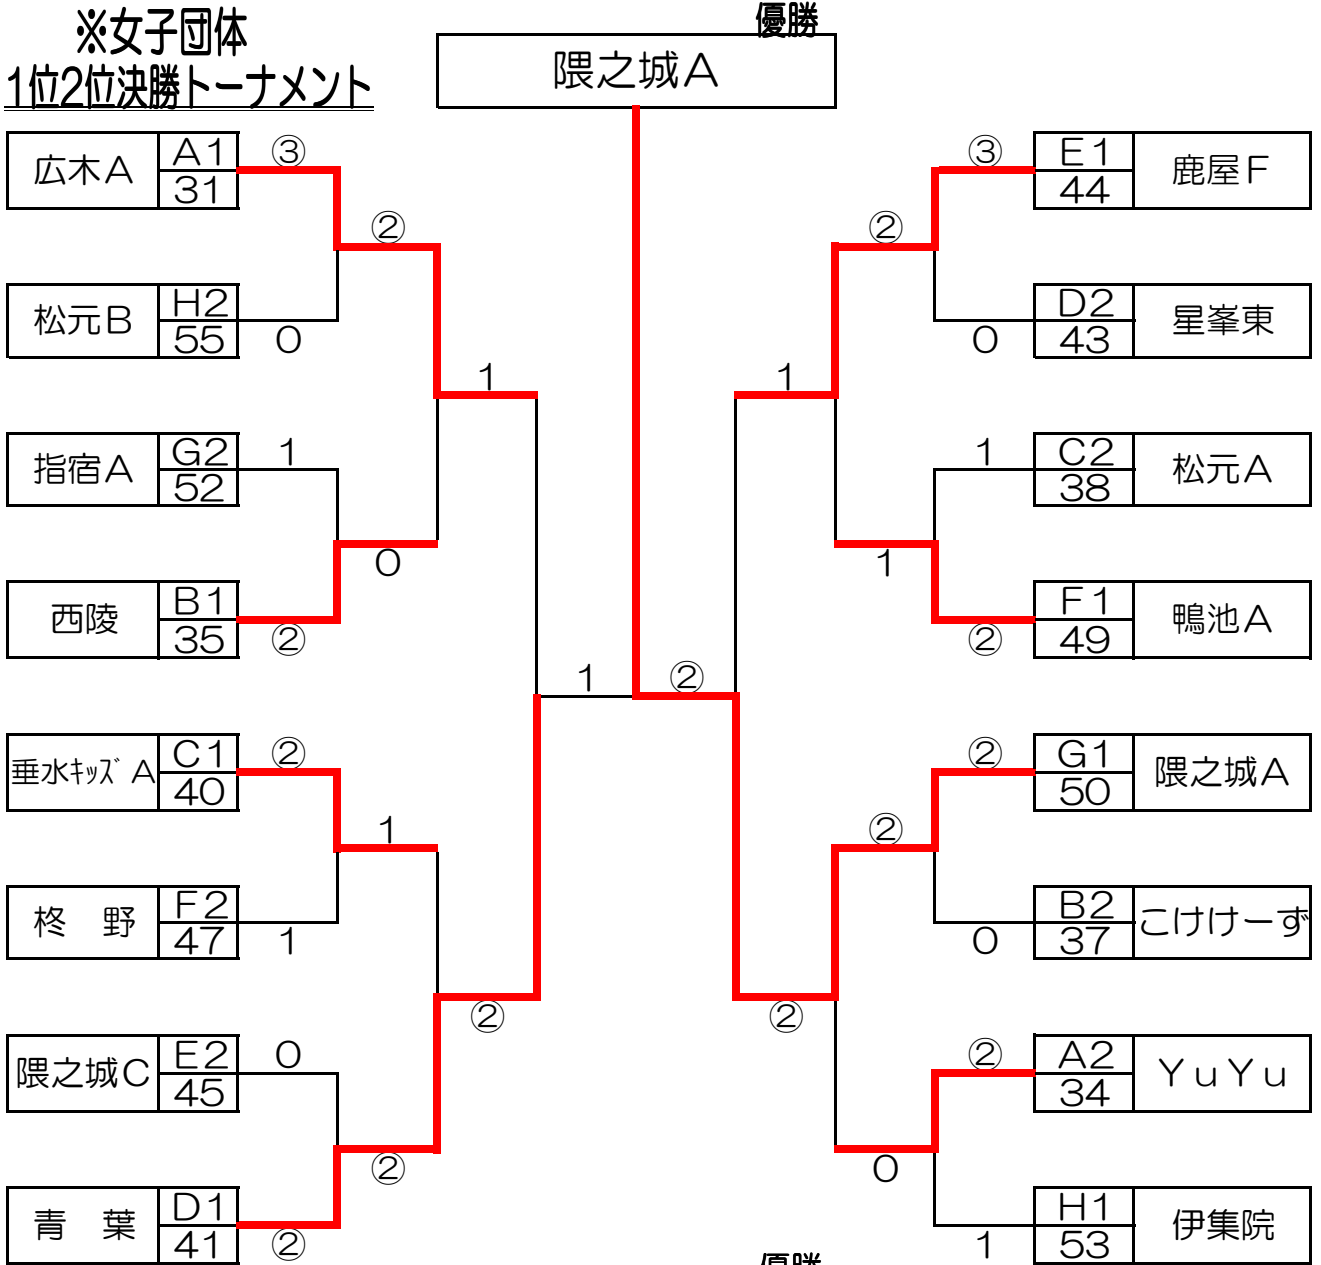 ※女子団体
1位2位決勝トーナメント
優勝
隈之城A
広木A A1 31 ③
②
松元B H2 55 0
1
指宿A G2 52 1
0
西陵 B1 35 ②
1
垂水ｷｯｽﾞA C1 40 ②
1
柊 野 F2 47 1
②
隈之城C E2 45 0
②
青 葉 D1 41 ②
③ E1 44 鹿屋F
②
0 D2 43 星峯東
1
1 C2 38 松元A
1
② F1 49 鴨池A
②
② G1 50 隈之城A
②
0 B2 37 こけけーず
②
② A2 34 YuYu
0
1 H1 53 伊集院
優勝